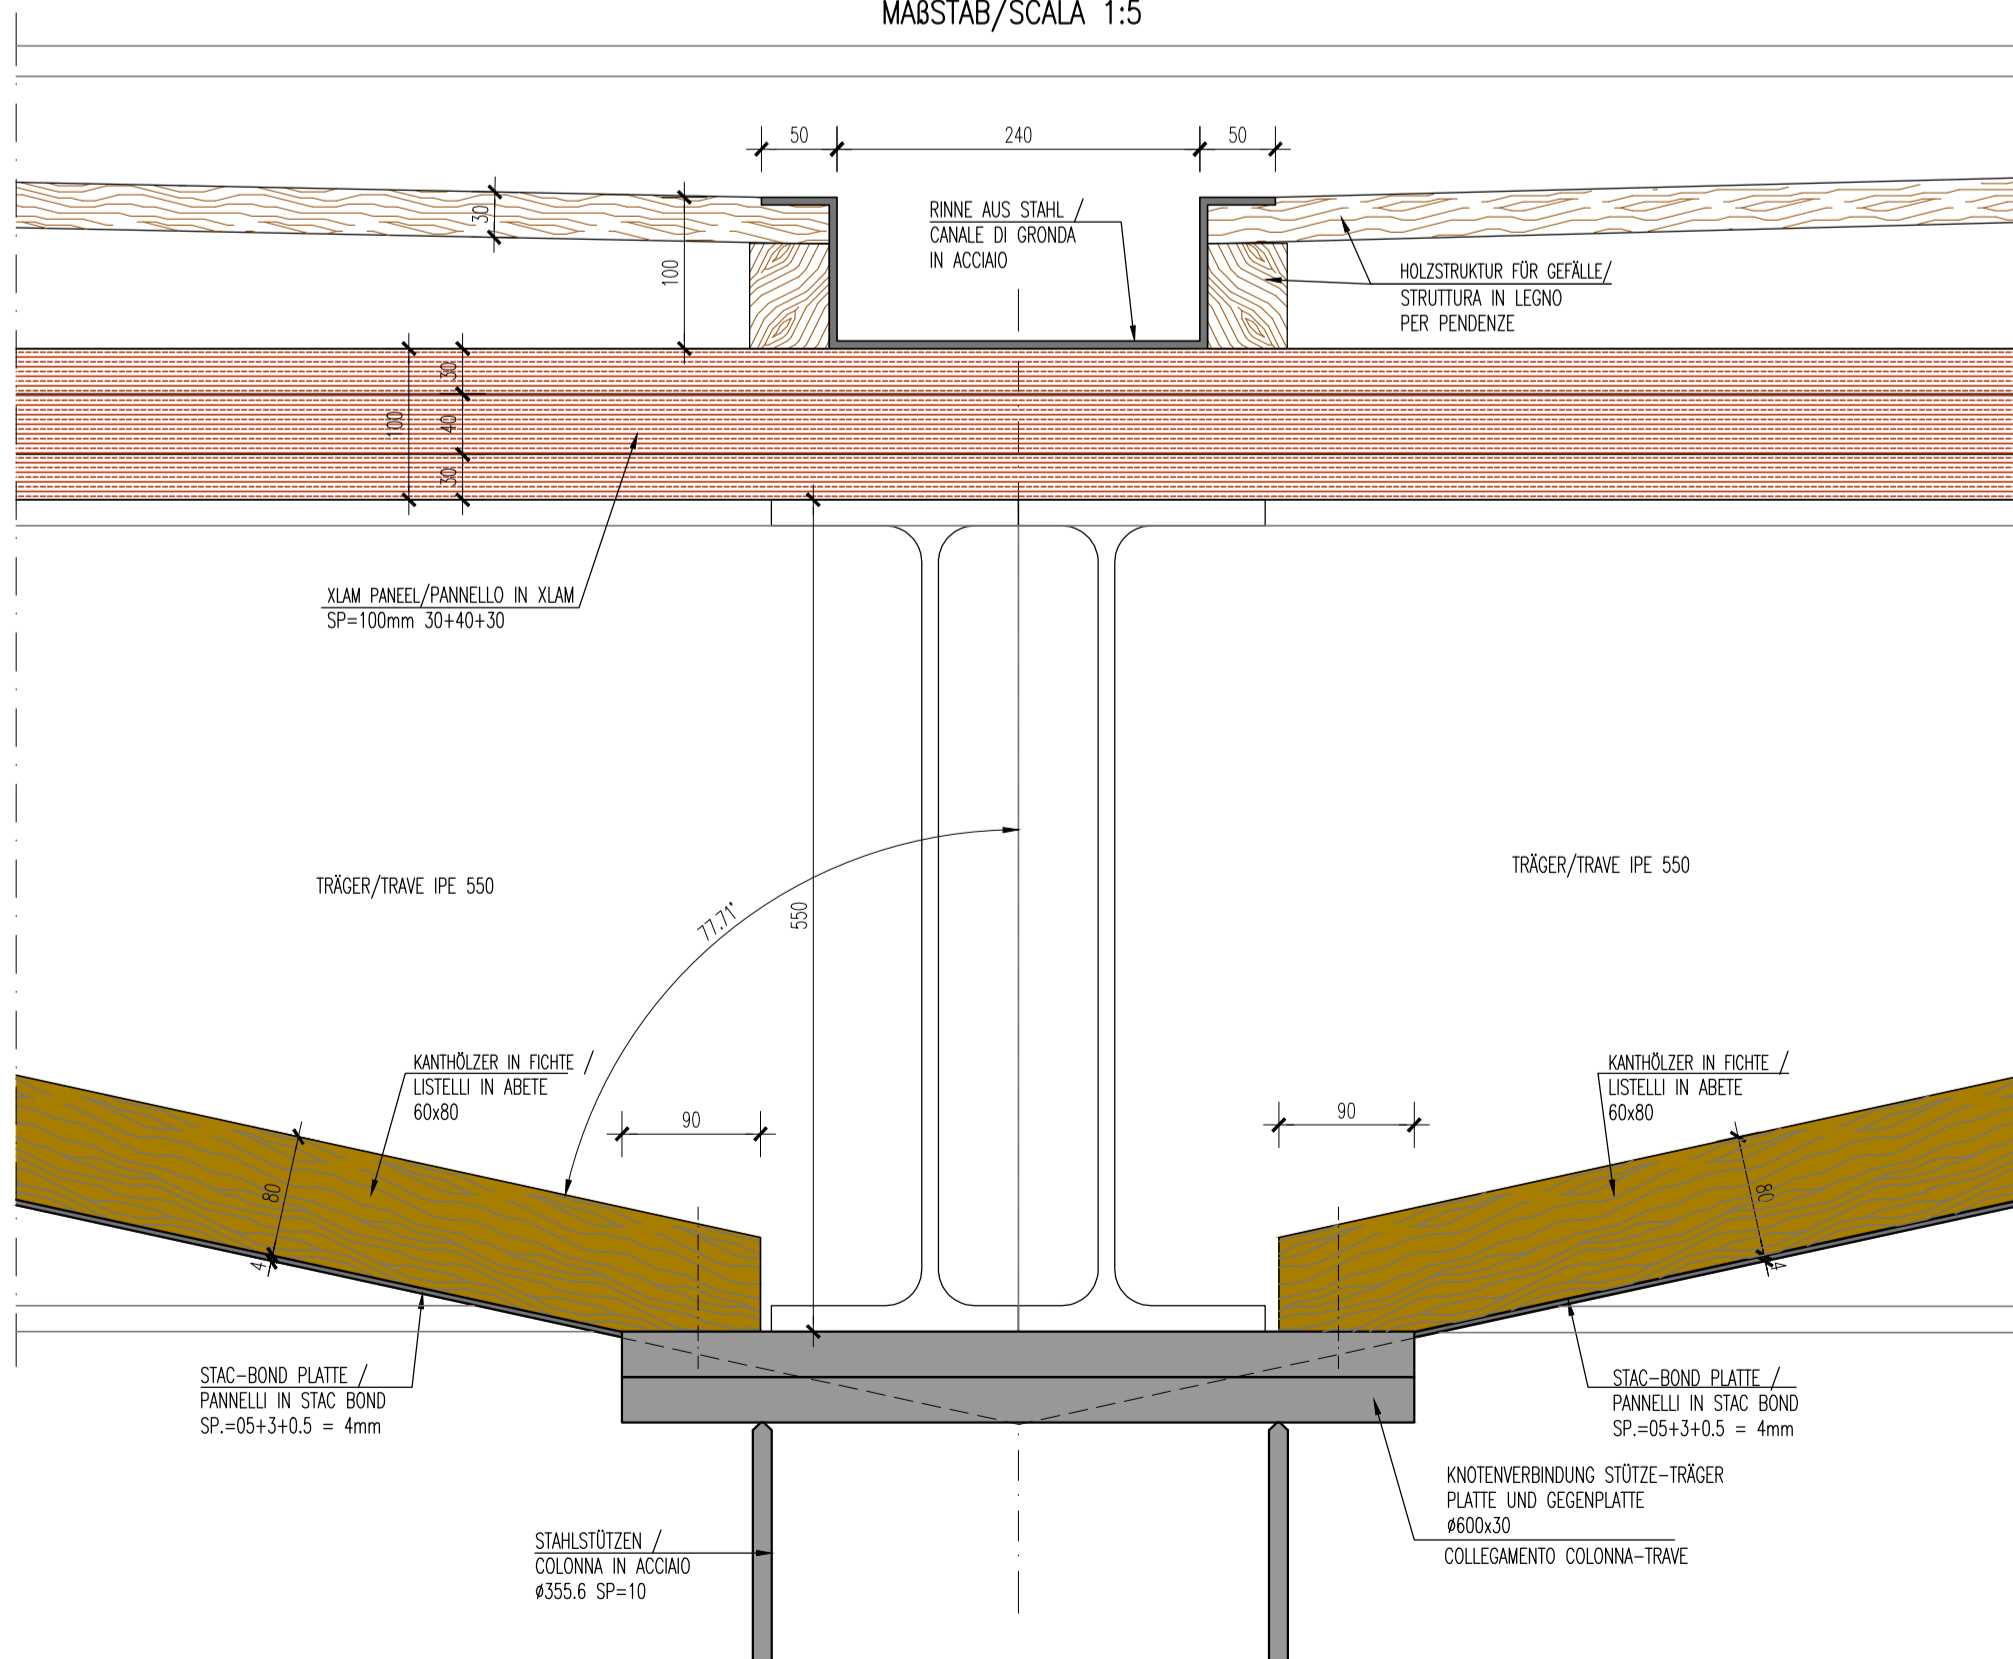 MAßSTAB/SCALA 1:5
50
240
50
30
100
RINNE AUS STAHL /
CANALE DI GRONDA
IN ACCIAIO
HOLZSTRUKTUR FÜR GEFÄLLE/
STRUTTURA IN LEGNO
PER PENDENZE
100
30
40
30
XLAM PANEEL/PANNELLO IN XLAM
SP=100mm 30+40+30
TRÄGER/TRAVE IPE 550
77.71°
550
TRÄGER/TRAVE IPE 550
KANTHÖLZER IN FICHTE /
LISTELLI IN ABETE
60x80
90
90
KANTHÖLZER IN FICHTE /
LISTELLI IN ABETE
60x80
80
4
80
4
STAC-BOND PLATTE /
PANNELLI IN STAC BOND
SP.=05+3+0.5 = 4mm
STAC-BOND PLATTE /
PANNELLI IN STAC BOND
SP.=05+3+0.5 = 4mm
KNOTENVERBINDUNG STÜTZE-TRÄGER
PLATTE UND GEGENPLATTE
ø600x30
COLLEGAMENTO COLONNA-TRAVE
STAHLSTÜTZEN /
COLONNA IN ACCIAIO
ø355.6 SP=10